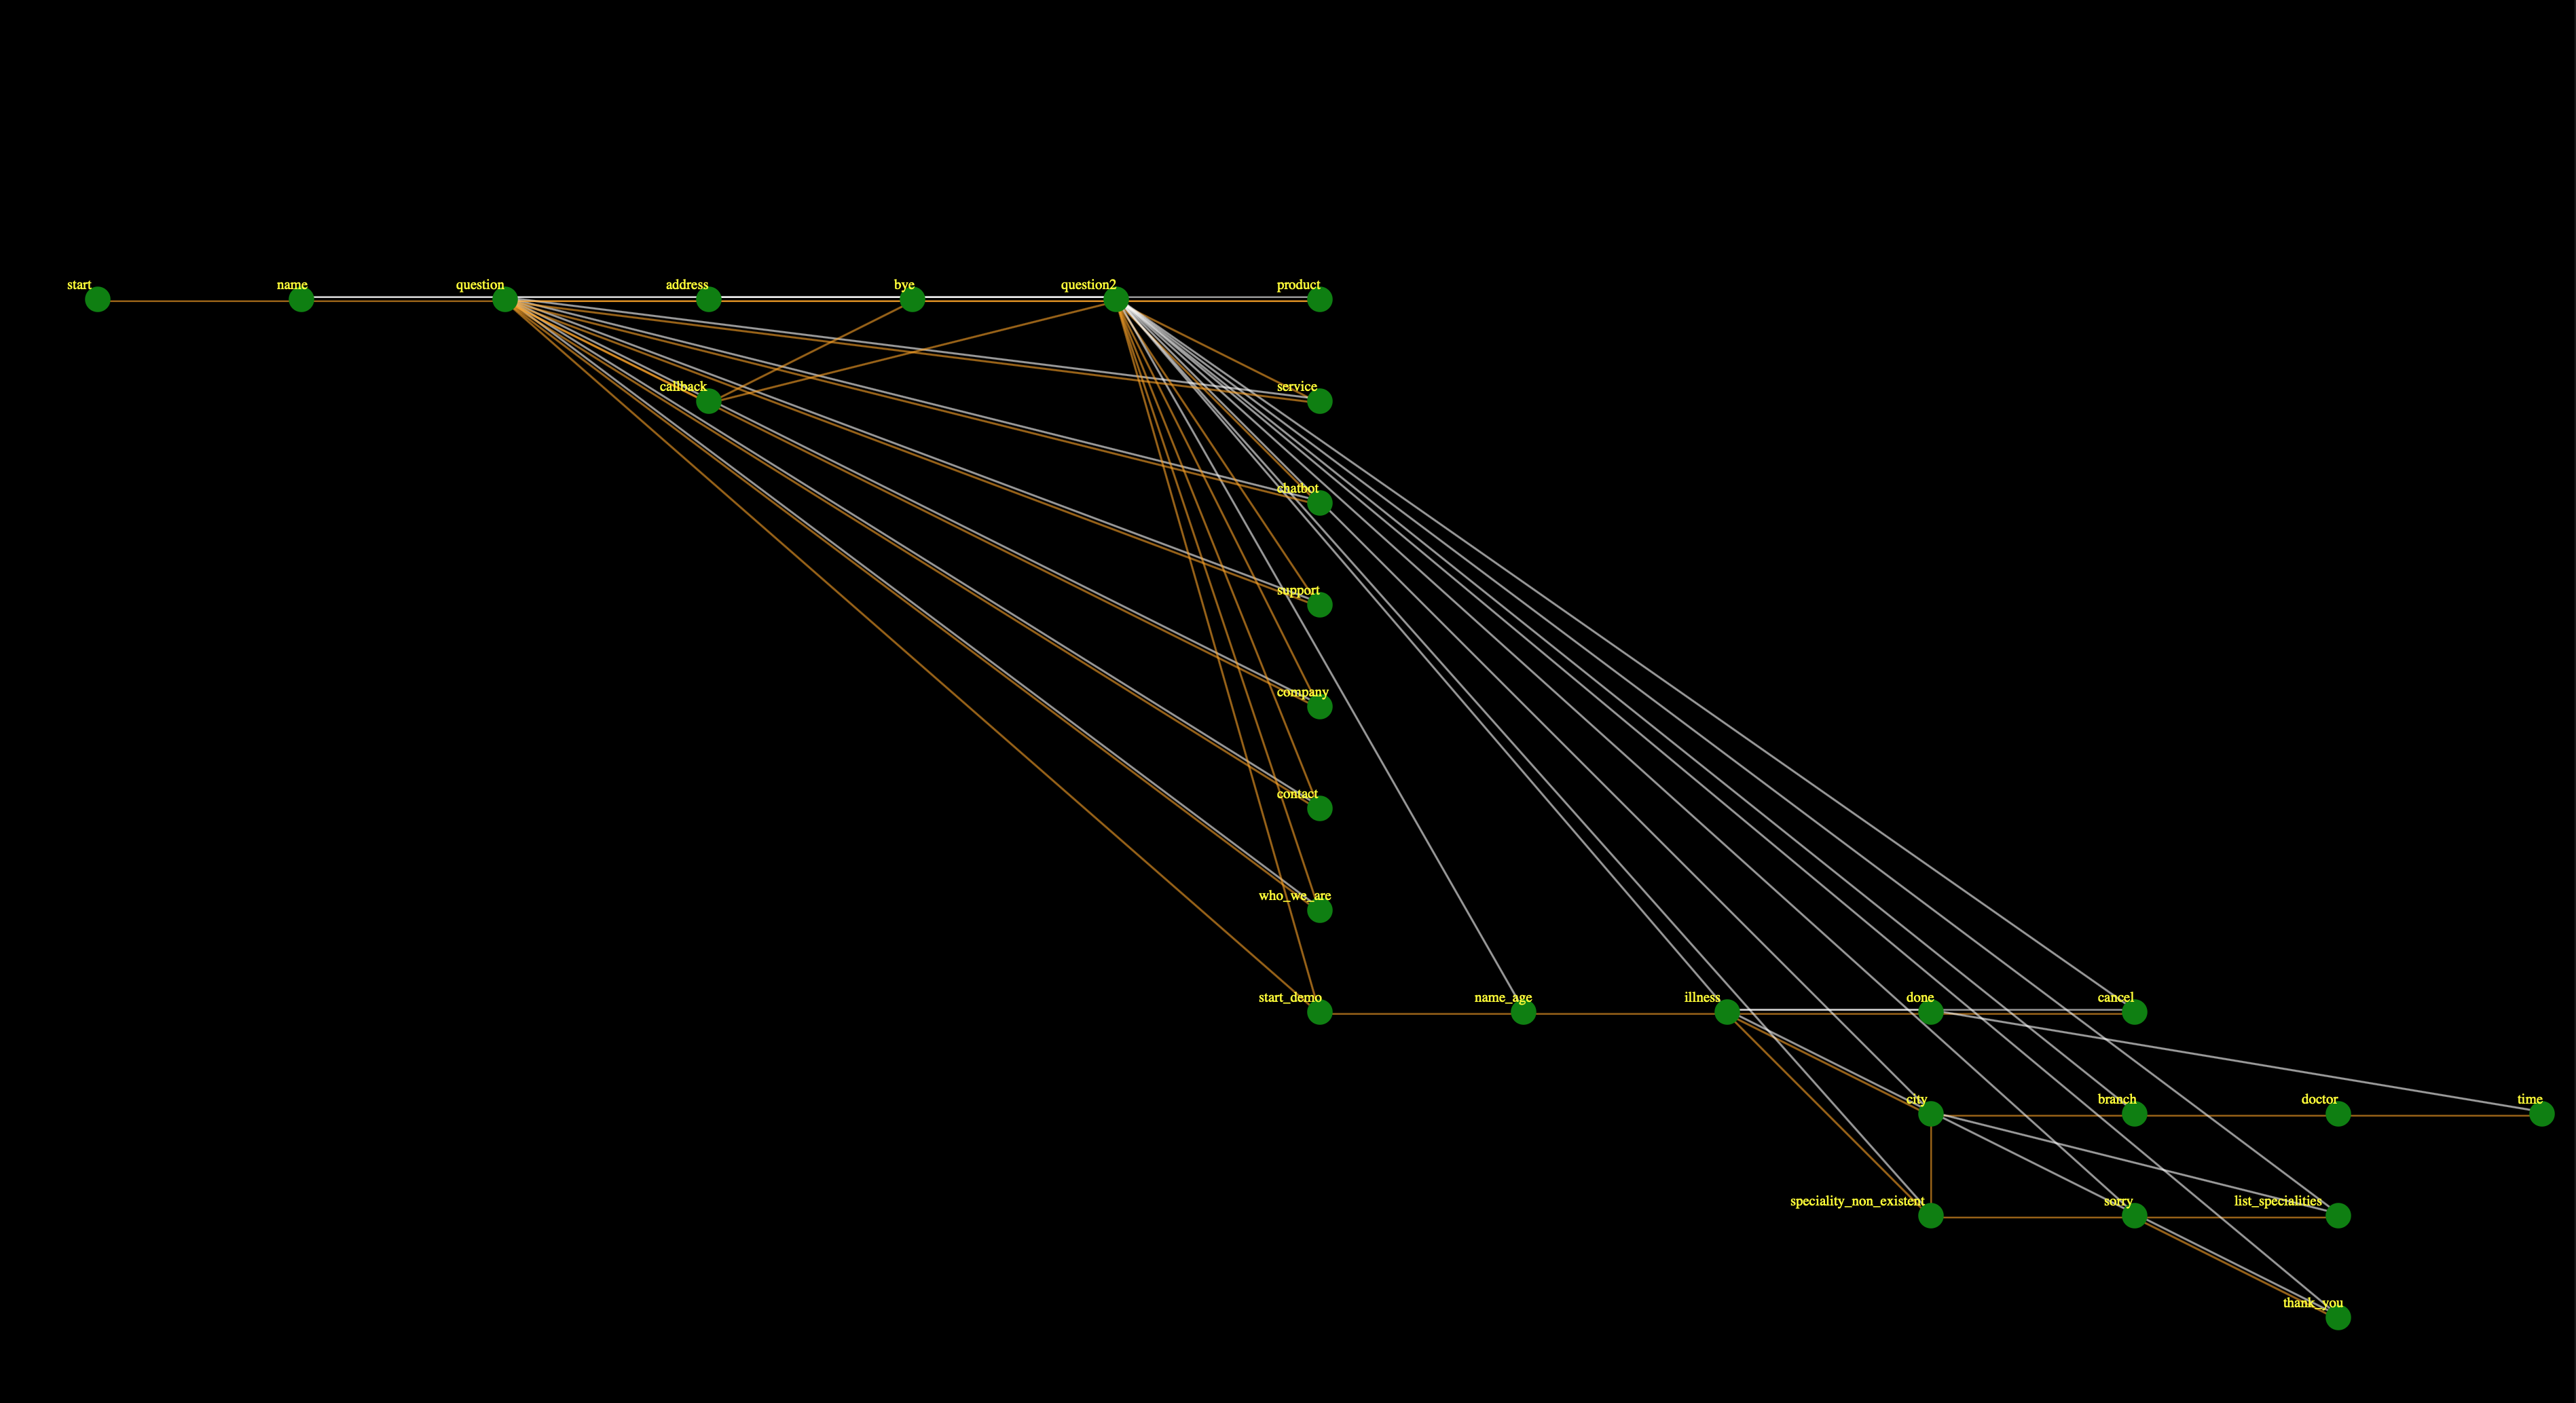 start
name
question
address
bye
question2
product
callback
service
chatbot
support
company
contact
who_we_are
start_demo
name_age
illness
done
cancel
city
branch
doctor
time
speciality_non_existent
sorry
list_specialities
thank_you